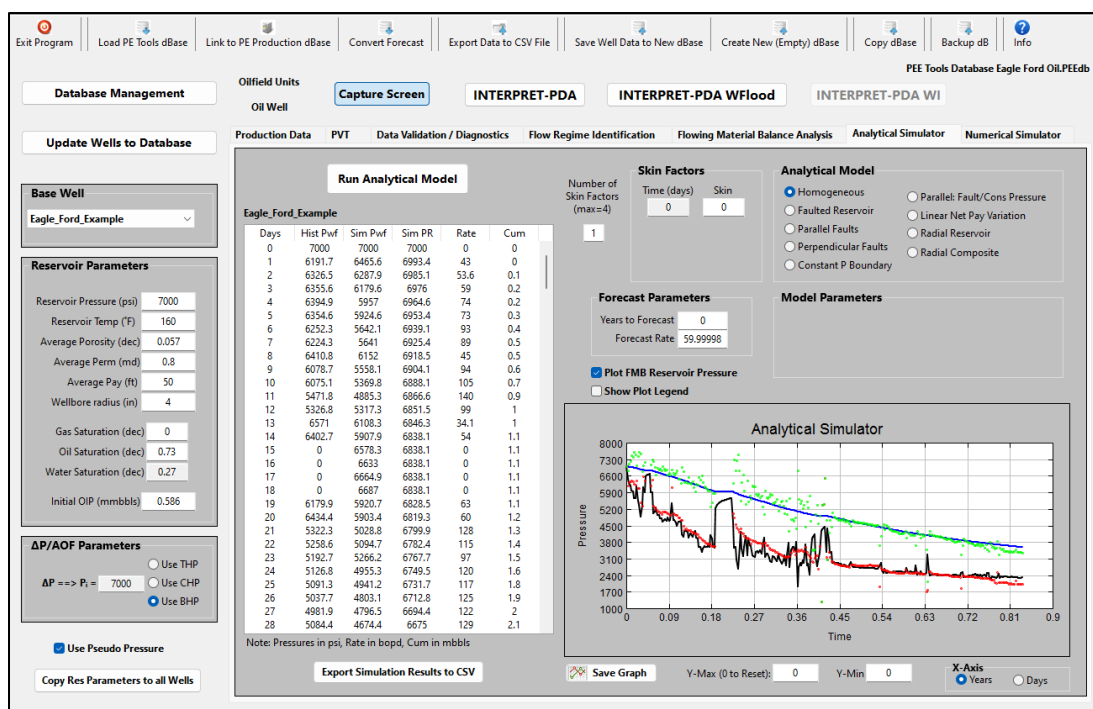 Exit Program
Load PE Tools dBase
Link to PE Production dBase
Convert Forecast
Export Data to CSV File
Save Well Data to New dBase
Create New (Empty) dBase
Copy dBase
Backup dB
Info
PEE Tools Database Eagle Ford Oil.PEEdb
Database Management
Update Wells to Database
Oilfield Units
Oil Well
Capture Screen
INTERPRET-PDA
INTERPRET-PDA WFlood
INTERPRET-PDA WI
Production Data PVT Data Validation / Diagnostics Flow Regime Identification Flowing Material Balance Analysis Analytical Simulator Numerical Simulator
Base Well
Eagle_Ford_Example
Reservoir Parameters
Reservoir Pressure (psi) 7000
Reservoir Temp (°F) 160
Average Porosity (dec) 0.057
Average Perm (md) 0.8
Average Pay (ft) 50
Wellbore radius (in) 4
Gas Saturation (dec) 0
Oil Saturation (dec) 0.73
Water Saturation (dec) 0.27
Initial OIP (mmbbls) 0.586
ΔP/AOF Parameters
Use THP
ΔP ==> Pᵢ = 7000 Use CHP
Use BHP
Use Pseudo Pressure
Copy Res Parameters to all Wells
Run Analytical Model
Eagle_Ford_Example
Days Hist Pwf Sim Pwf Sim PR Rate Cum
0 7000 7000 7000 0 0
1 6191.7 6465.6 6993.4 43 0
2 6326.5 6287.9 6985.1 53.6 0.1
3 6355.6 6179.6 6976 59 0.2
4 6394.9 5957 6964.6 74 0.2
5 6354.6 5924.6 6953.4 73 0.3
6 6252.3 5642.1 6939.1 93 0.4
7 6224.3 5641 6925.4 89 0.5
8 6410.8 6152 6918.5 45 0.5
9 6078.7 5558.1 6904.1 94 0.6
10 6075.1 5369.8 6888.1 105 0.7
11 5471.8 4885.3 6866.6 140 0.9
12 5326.8 5317.3 6851.5 99 1
13 6571 6108.3 6846.3 34.1 1
14 6402.7 5907.9 6838.1 54 1.1
15 0 6578.3 6838.1 0 1.1
16 0 6633 6838.1 0 1.1
17 0 6664.9 6838.1 0 1.1
18 0 6687 6838.1 0 1.1
19 6179.9 5920.7 6828.5 63 1.1
20 6434.4 5903.4 6819.3 60 1.2
21 5322.3 5028.8 6799.9 128 1.3
22 5258.6 5094.7 6782.4 115 1.4
23 5192.7 5266.2 6767.7 97 1.5
24 5126.8 4955.3 6749.5 120 1.6
25 5091.3 4941.2 6731.7 117 1.8
26 5037.7 4803.1 6712.8 125 1.9
27 4981.9 4796.5 6694.4 122 2
28 5084.4 4674.4 6675 129 2.1
Note: Pressures in psi, Rate in bopd, Cum in mbbls
Export Simulation Results to CSV
Number of
Skin Factors
(max=4)
1
Skin Factors
Time (days) Skin
0 0
Analytical Model
Homogeneous
Faulted Reservoir
Parallel Faults
Perpendicular Faults
Constant P Boundary
Parallel: Fault/Cons Pressure
Linear Net Pay Variation
Radial Reservoir
Radial Composite
Forecast Parameters
Years to Forecast 0
Forecast Rate 59.99998
Model Parameters
Plot FMB Reservoir Pressure
Show Plot Legend
Analytical Simulator
Pressure
8000
7300
6600
5900
5200
4500
3800
3100
2400
1700
1000
0 0.09 0.18 0.27 0.36 0.45 0.54 0.63 0.72 0.81 0.9
Time
Save Graph
Y-Max (0 to Reset): 0
Y-Min 0
X-Axis
Years Days